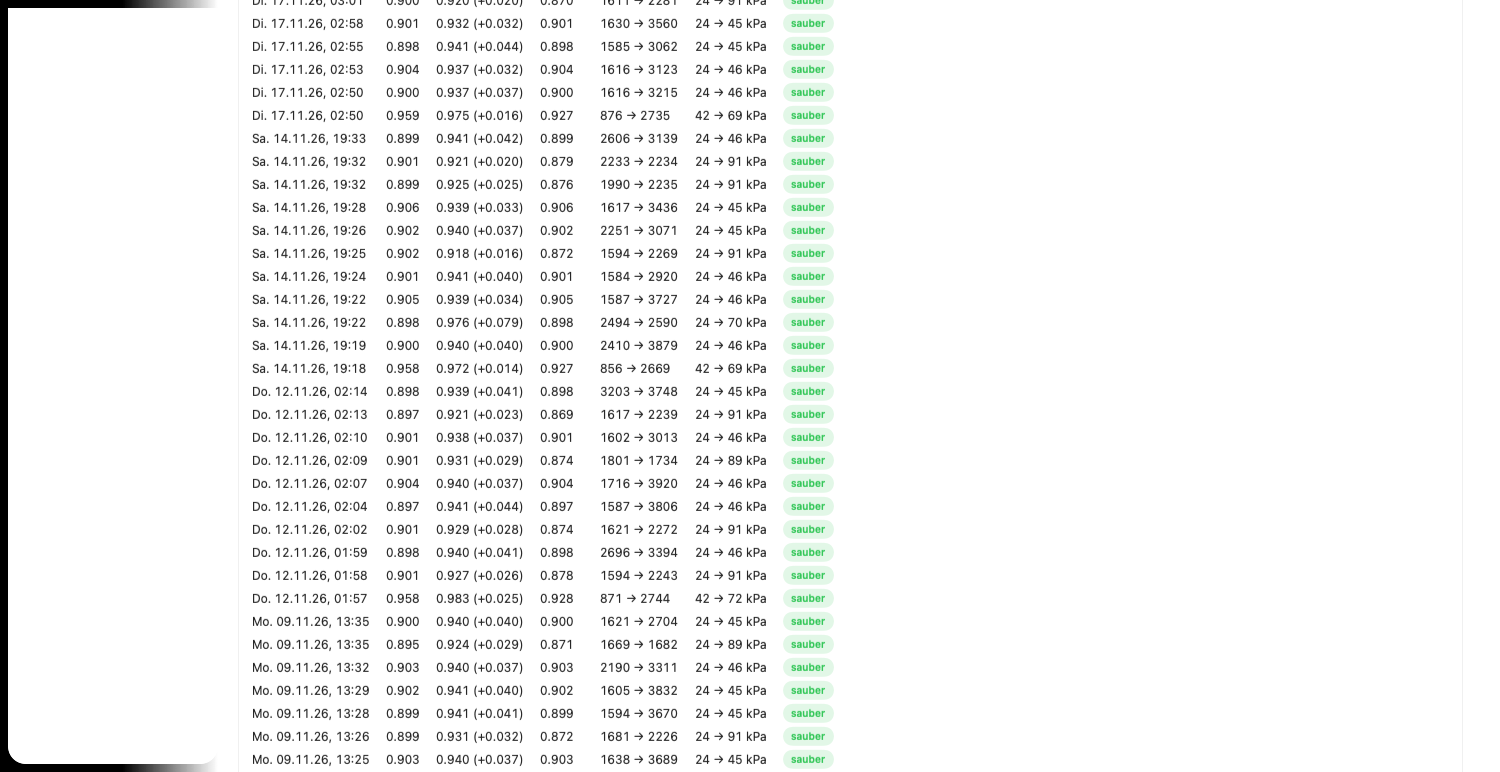 Di. 17.11.26, 03:01 0.900 0.920 (+0.020) 0.870 1611 → 2281 24 → 91 kPa sauber
Di. 17.11.26, 02:58 0.901 0.932 (+0.032) 0.901 1630 → 3560 24 → 45 kPa sauber
Di. 17.11.26, 02:55 0.898 0.941 (+0.044) 0.898 1585 → 3062 24 → 45 kPa sauber
Di. 17.11.26, 02:53 0.904 0.937 (+0.032) 0.904 1616 → 3123 24 → 46 kPa sauber
Di. 17.11.26, 02:50 0.900 0.937 (+0.037) 0.900 1616 → 3215 24 → 46 kPa sauber
Di. 17.11.26, 02:50 0.959 0.975 (+0.016) 0.927 876 → 2735 42 → 69 kPa sauber
Sa. 14.11.26, 19:33 0.899 0.941 (+0.042) 0.899 2606 → 3139 24 → 46 kPa sauber
Sa. 14.11.26, 19:32 0.901 0.921 (+0.020) 0.879 2233 → 2234 24 → 91 kPa sauber
Sa. 14.11.26, 19:32 0.899 0.925 (+0.025) 0.876 1990 → 2235 24 → 91 kPa sauber
Sa. 14.11.26, 19:28 0.906 0.939 (+0.033) 0.906 1617 → 3436 24 → 45 kPa sauber
Sa. 14.11.26, 19:26 0.902 0.940 (+0.037) 0.902 2251 → 3071 24 → 45 kPa sauber
Sa. 14.11.26, 19:25 0.902 0.918 (+0.016) 0.872 1594 → 2269 24 → 91 kPa sauber
Sa. 14.11.26, 19:24 0.901 0.941 (+0.040) 0.901 1584 → 2920 24 → 46 kPa sauber
Sa. 14.11.26, 19:22 0.905 0.939 (+0.034) 0.905 1587 → 3727 24 → 46 kPa sauber
Sa. 14.11.26, 19:22 0.898 0.976 (+0.079) 0.898 2494 → 2590 24 → 70 kPa sauber
Sa. 14.11.26, 19:19 0.900 0.940 (+0.040) 0.900 2410 → 3879 24 → 46 kPa sauber
Sa. 14.11.26, 19:18 0.958 0.972 (+0.014) 0.927 856 → 2669 42 → 69 kPa sauber
Do. 12.11.26, 02:14 0.898 0.939 (+0.041) 0.898 3203 → 3748 24 → 45 kPa sauber
Do. 12.11.26, 02:13 0.897 0.921 (+0.023) 0.869 1617 → 2239 24 → 91 kPa sauber
Do. 12.11.26, 02:10 0.901 0.938 (+0.037) 0.901 1602 → 3013 24 → 46 kPa sauber
Do. 12.11.26, 02:09 0.901 0.931 (+0.029) 0.874 1801 → 1734 24 → 89 kPa sauber
Do. 12.11.26, 02:07 0.904 0.940 (+0.037) 0.904 1716 → 3920 24 → 46 kPa sauber
Do. 12.11.26, 02:04 0.897 0.941 (+0.044) 0.897 1587 → 3806 24 → 46 kPa sauber
Do. 12.11.26, 02:02 0.901 0.929 (+0.028) 0.874 1621 → 2272 24 → 91 kPa sauber
Do. 12.11.26, 01:59 0.898 0.940 (+0.041) 0.898 2696 → 3394 24 → 46 kPa sauber
Do. 12.11.26, 01:58 0.901 0.927 (+0.026) 0.878 1594 → 2243 24 → 91 kPa sauber
Do. 12.11.26, 01:57 0.958 0.983 (+0.025) 0.928 871 → 2744 42 → 72 kPa sauber
Mo. 09.11.26, 13:35 0.900 0.940 (+0.040) 0.900 1621 → 2704 24 → 45 kPa sauber
Mo. 09.11.26, 13:35 0.895 0.924 (+0.029) 0.871 1669 → 1682 24 → 89 kPa sauber
Mo. 09.11.26, 13:32 0.903 0.940 (+0.037) 0.903 2190 → 3311 24 → 46 kPa sauber
Mo. 09.11.26, 13:29 0.902 0.941 (+0.040) 0.902 1605 → 3832 24 → 45 kPa sauber
Mo. 09.11.26, 13:28 0.899 0.941 (+0.041) 0.899 1594 → 3670 24 → 45 kPa sauber
Mo. 09.11.26, 13:26 0.899 0.931 (+0.032) 0.872 1681 → 2226 24 → 91 kPa sauber
Mo. 09.11.26, 13:25 0.903 0.940 (+0.037) 0.903 1638 → 3689 24 → 45 kPa sauber